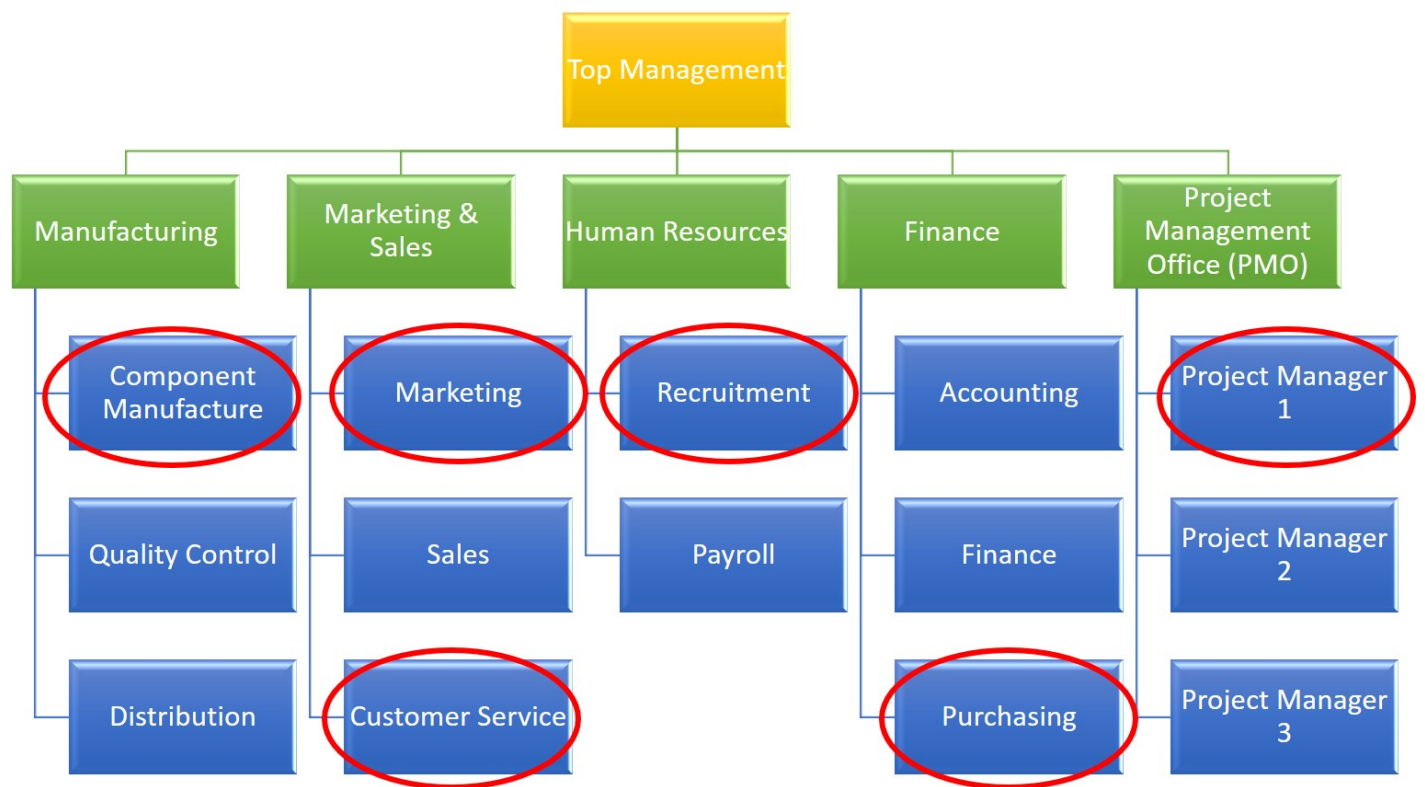 Top Management
Manufacturing
Marketing &
Sales
Human Resources
Finance
Project
Management
Office (PMO)
Component
Manufacture
Marketing
Recruitment
Accounting
Project Manager
1
Quality Control
Sales
Payroll
Finance
Project Manager
2
Distribution
Customer Service
Purchasing
Project Manager
3